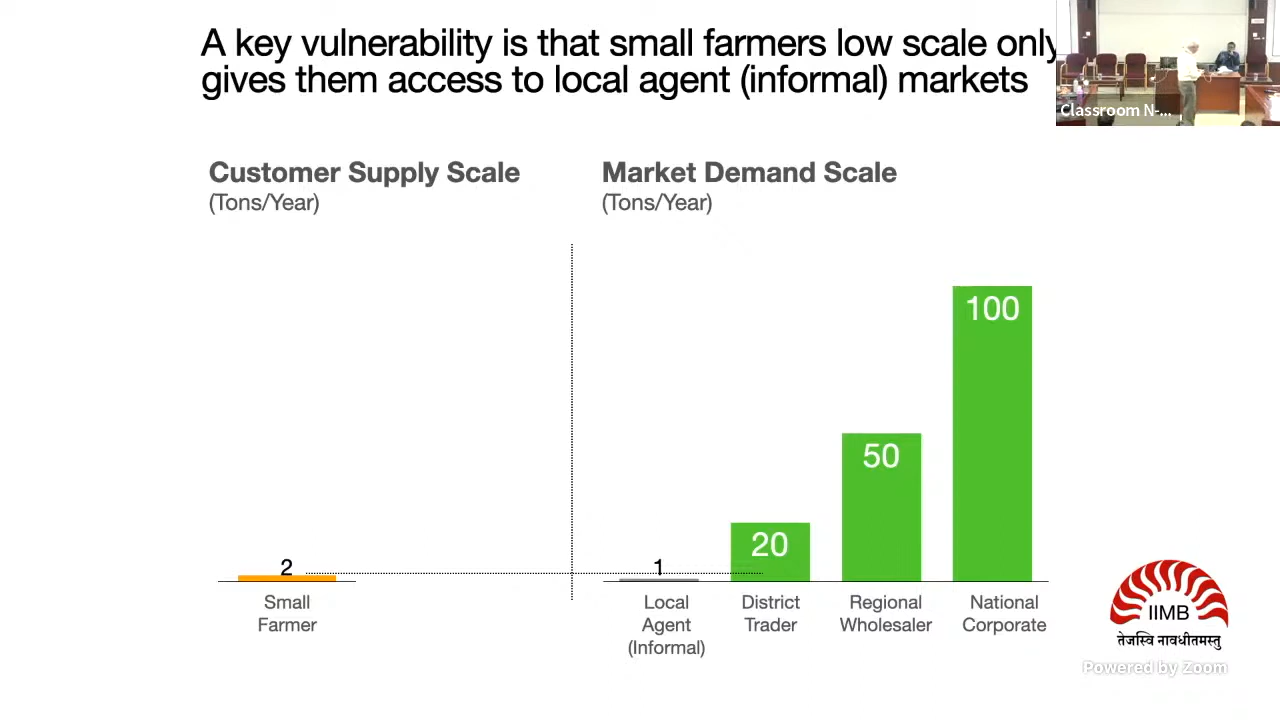 A key vulnerability is that small farmers low scale only
gives them access to local agent (informal) markets
Classroom N-...
Customer Supply Scale
(Tons/Year)
Market Demand Scale
(Tons/Year)
2
1
20
50
100
Small
Farmer
Local
Agent
(Informal)
District
Trader
Regional
Wholesaler
National
Corporate
IIMB
तेजस्वि नावधीतमस्तु
Powered by Zoom